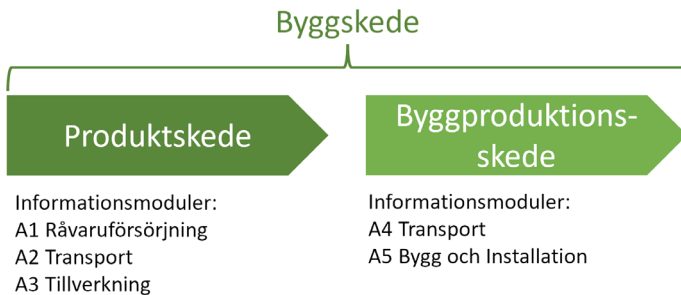 Byggskede
Produktskede
Byggproduktions-
skede
Informationsmoduler:
A1 Råvaruförsörjning
A2 Transport
A3 Tillverkning
Informationsmoduler:
A4 Transport
A5 Bygg och Installation